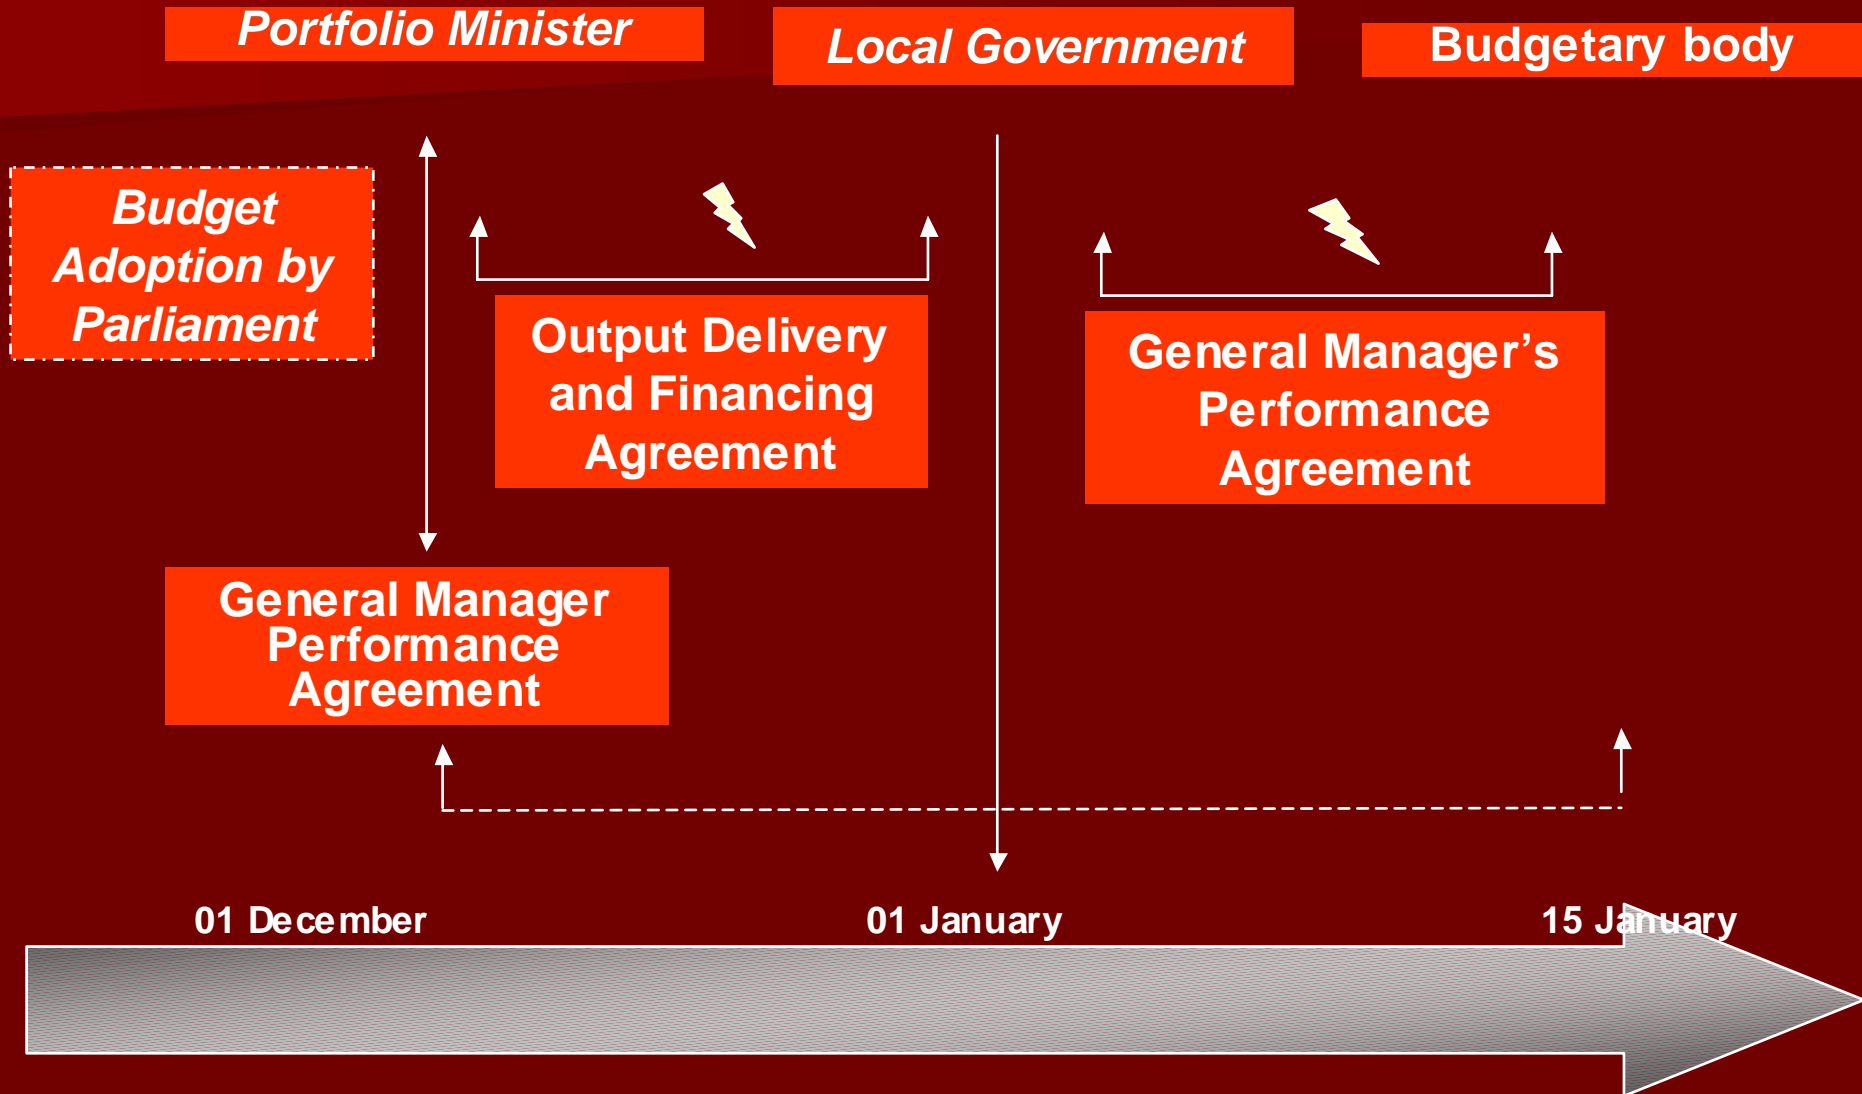 Portfolio Minister
Local Government
Budgetary body
Budget
Adoption by
Parliament
Output Delivery
and Financing
Agreement
General Manager’s
Performance
Agreement
General Manager
Performance
Agreement
01 December
01 January
15 January